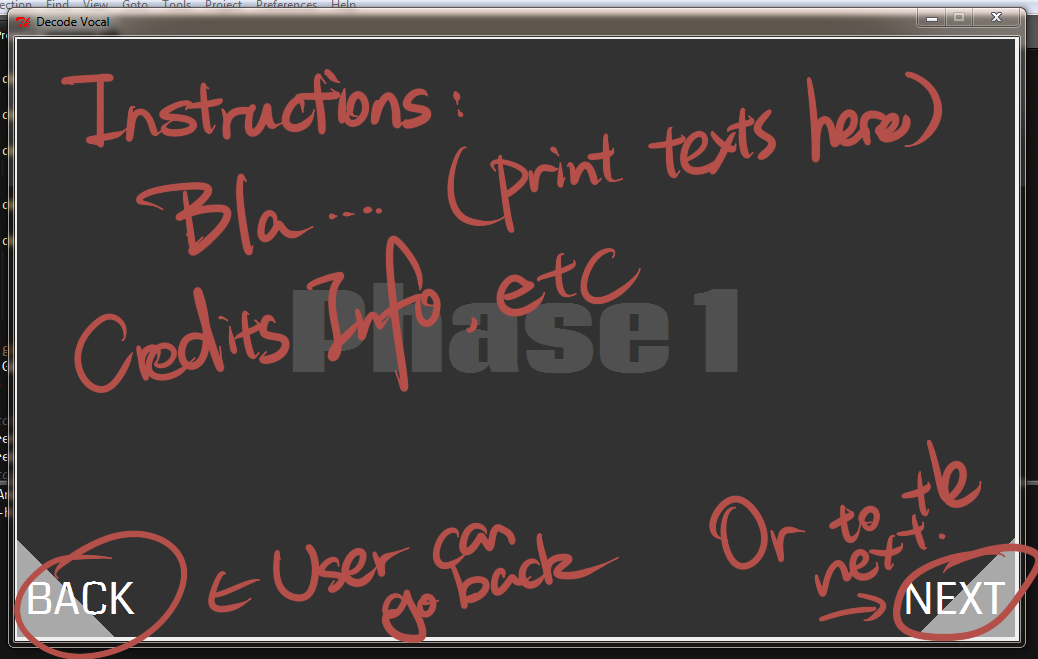 Find View Goto Tools Project Preferences Help
Decode Vocal
Instructions:
Bla ..... (print texts here)
Credits Info, etc
Phase 1
BACK
← User can
go back
Or to the
next.
→
NEXT